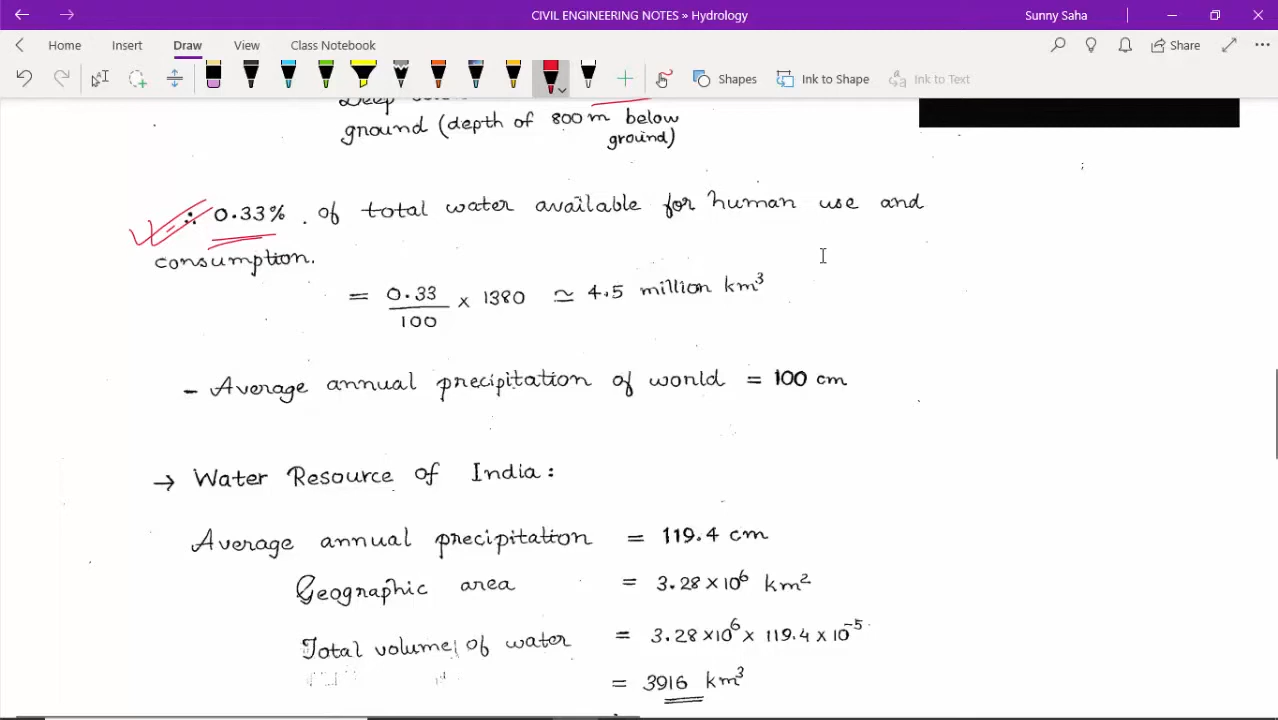 CIVIL ENGINEERING NOTES » Hydrology
Sunny Saha
Home Insert Draw View Class Notebook Share
Shapes Ink to Shape Ink to Text
ground (depth of 800 m below
ground)
∴ 0.33% of total water available for human use and
consumption.
= 0.33/100 × 1380 ≃ 4.5 million km³
- Average annual precipitation of world = 100 cm
→ Water Resource of India:
Average annual precipitation = 119.4 cm
Geographic area = 3.28×10⁶ km²
Total volume of water = 3.28×10⁶ × 119.4 × 10⁻⁵
= 3916 km³